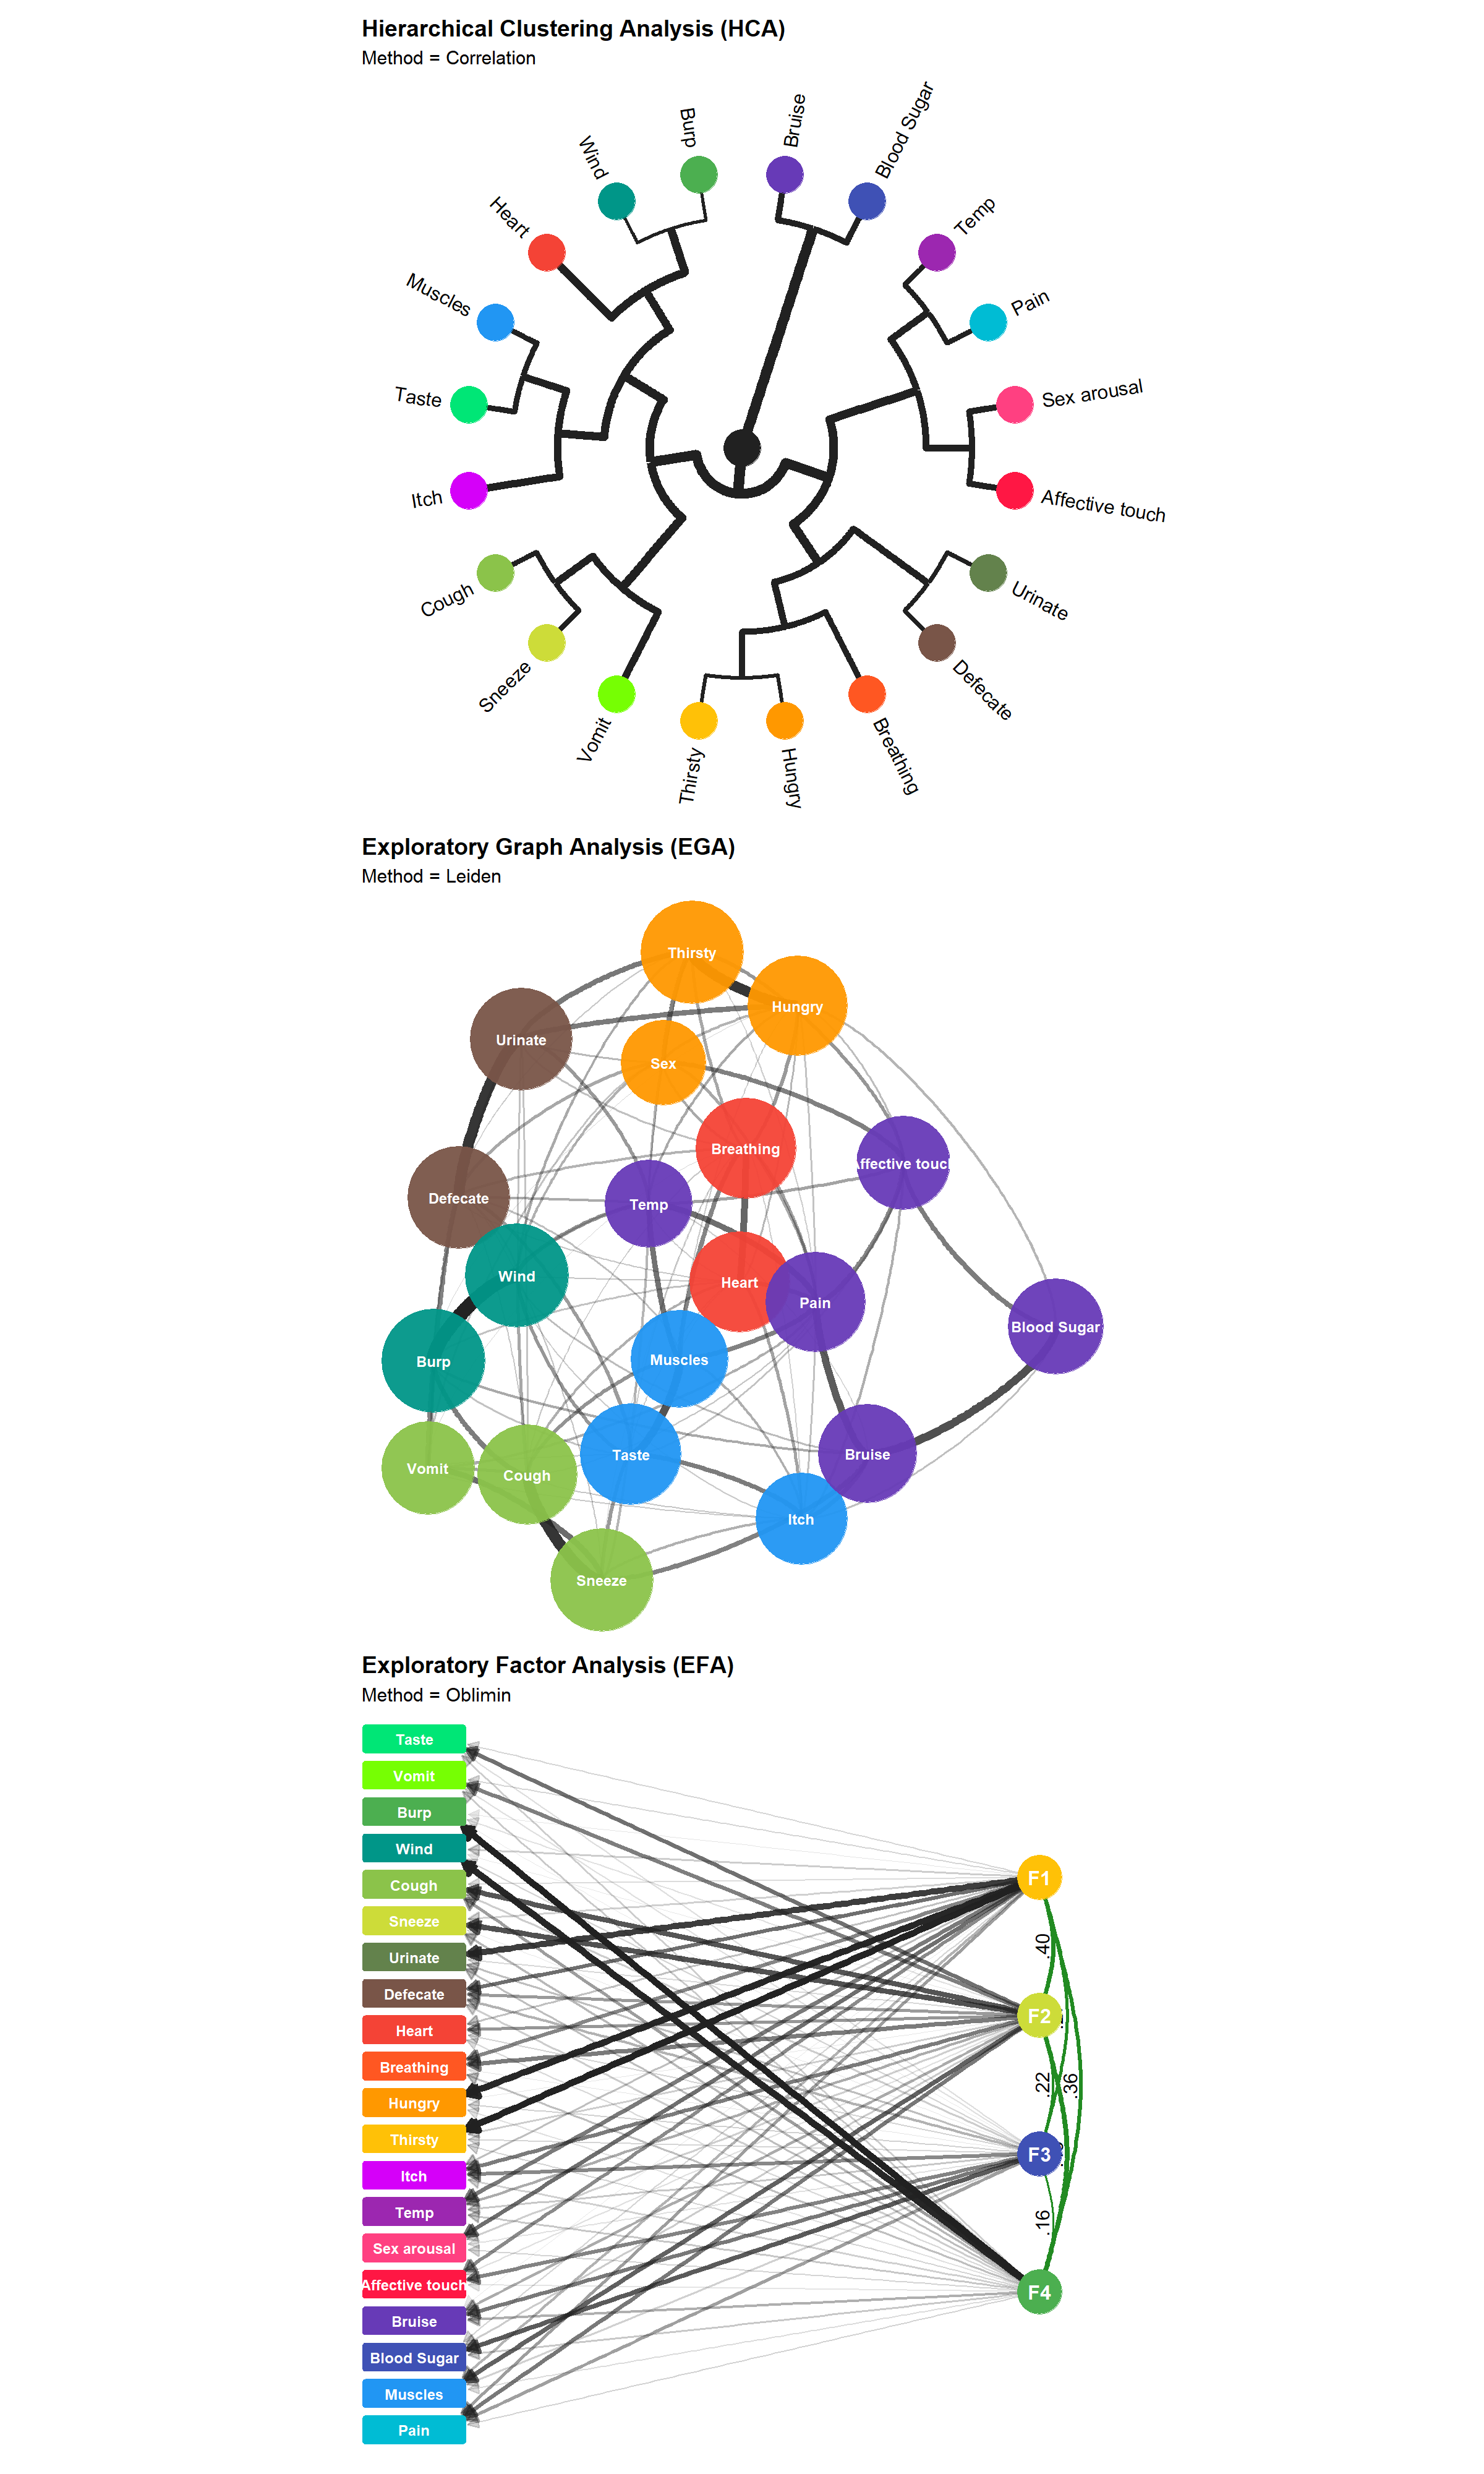 Hierarchical Clustering Analysis (HCA)
Method = Correlation
Burp
Bruise
Blood Sugar
Wind
Temp
Heart
Pain
Muscles
Sex arousal
Taste
Affective touch
Itch
Urinate
Cough
Defecate
Sneeze
Breathing
Vomit
Thirsty
Hungry
Exploratory Graph Analysis (EGA)
Method = Leiden
Thirsty
Hungry
Urinate
Sex
Breathing
Affective touch
Defecate
Temp
Wind
Heart
Pain
Blood Sugar
Burp
Muscles
Taste
Bruise
Vomit
Cough
Itch
Sneeze
Exploratory Factor Analysis (EFA)
Method = Oblimin
Taste
Vomit
Burp
Wind
Cough
Sneeze
Urinate
Defecate
Heart
Breathing
Hungry
Thirsty
Itch
Temp
Sex arousal
Affective touch
Bruise
Blood Sugar
Muscles
Pain
F1
.40
F2
.22
.36
F3
.16
F4